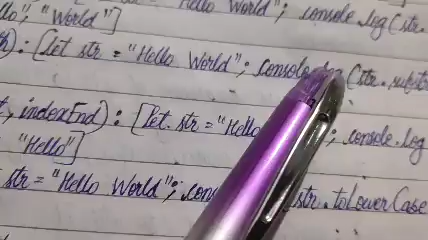 llo", "World"] "Hello World"; console.log(str.
h): [let str = "Hello World"; console.log(str.substr
t, indexEnd): [let str = "Hello ; console.log
"Hello"]
str = "Hello World"; cons str.toLowerCase